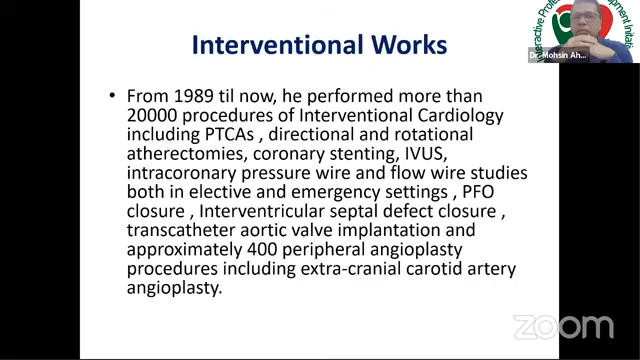 Interventional Works
• From 1989 til now, he performed more than
20000 procedures of Interventional Cardiology
including PTCAs , directional and rotational
atherectomies, coronary stenting, IVUS,
intracoronary pressure wire and flow wire studies
both in elective and emergency settings , PFO
closure , Interventricular septal defect closure ,
transcatheter aortic valve implantation and
approximately 400 peripheral angioplasty
procedures including extra-cranial carotid artery
angioplasty.
Dr. Mohsin Ah...
zoom